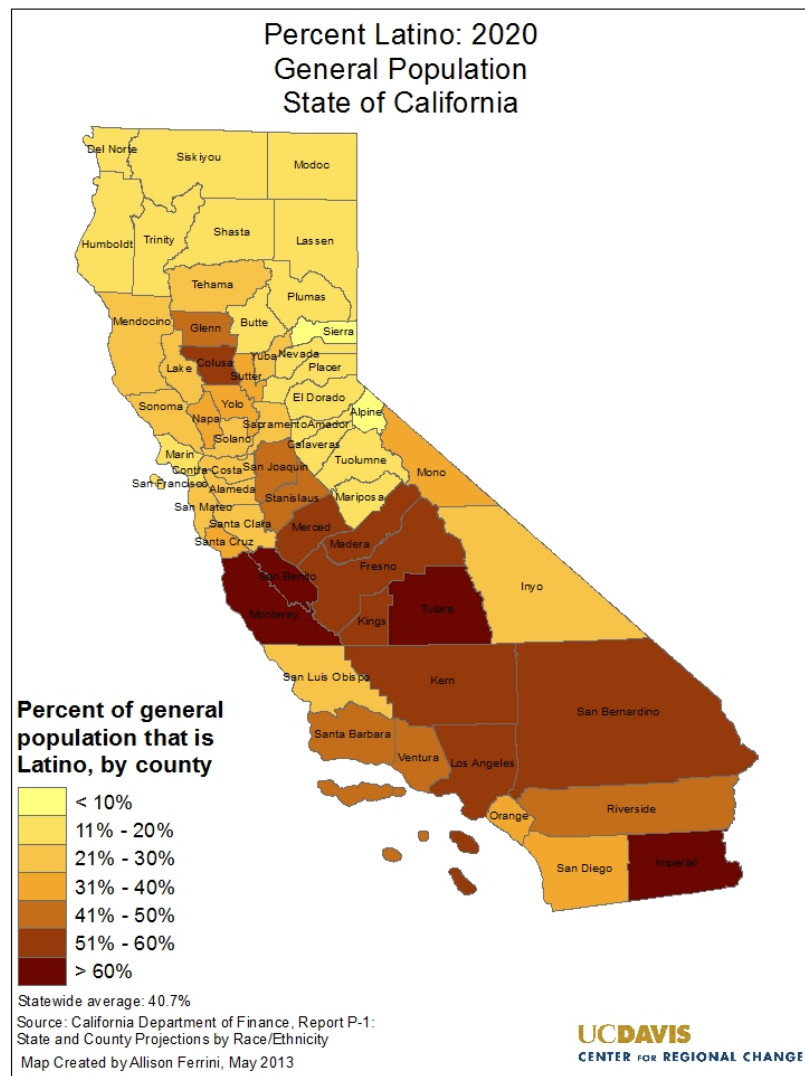 Percent Latino: 2020
General Population
State of California
Del Norte
Siskiyou
Modoc
Humboldt
Trinity
Shasta
Lassen
Tehama
Plumas
Mendocino
Glenn
Butte
Sierra
Lake
Colusa
Sutter
Yuba
Nevada
Placer
El Dorado
Sonoma
Napa
Yolo
Alpine
Solano
Sacramento
Amador
Marin
Calaveras
Contra Costa
San Joaquin
Tuolumne
Mono
San Francisco
Alameda
Stanislaus
Mariposa
San Mateo
Santa Clara
Merced
Santa Cruz
Madera
San Benito
Fresno
Inyo
Monterey
Kings
Tulare
San Luis Obispo
Kern
San Bernardino
Santa Barbara
Ventura
Los Angeles
Orange
Riverside
San Diego
Imperial
Percent of general
population that is
Latino, by county
< 10%
11% - 20%
21% - 30%
31% - 40%
41% - 50%
51% - 60%
> 60%
Statewide average: 40.7%
Source: California Department of Finance, Report P-1:
State and County Projections by Race/Ethnicity
Map Created by Allison Ferrini, May 2013
UCDAVIS
CENTER FOR REGIONAL CHANGE